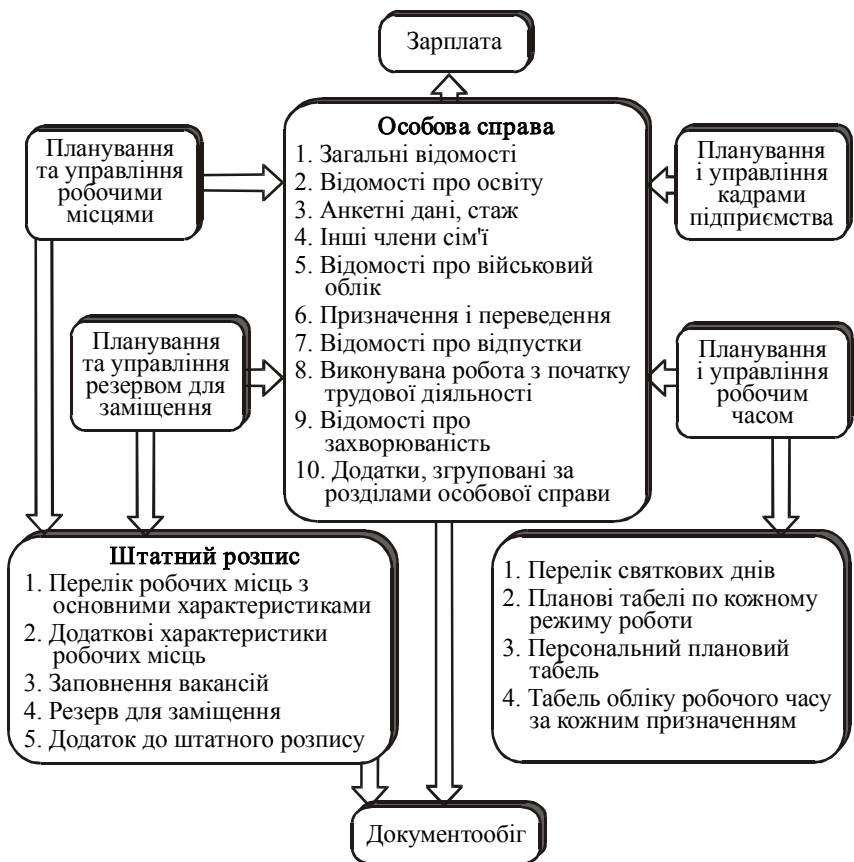 Зарплата
Планування
та управління
робочими
місцями
Особова справа
1. Загальні відомості
2. Відомості про освіту
3. Анкетні дані, стаж
4. Інші члени сім'ї
5. Відомості про військовий
облік
6. Призначення і переведення
7. Відомості про відпустки
8. Виконувана робота з початку
трудової діяльності
9. Відомості про
захворюваність
10. Додатки, згруповані за
розділами особової справи
Планування
і управління
кадрами
підприємства
Планування
та управління
резервом для
заміщення
Планування
і управління
робочим
часом
Штатний розпис
1. Перелік робочих місць з
основними характеристиками
2. Додаткові характеристики
робочих місць
3. Заповнення вакансій
4. Резерв для заміщення
5. Додаток до штатного розпису
1. Перелік святкових днів
2. Планові табелі по кожному
режиму роботи
3. Персональний плановий
табель
4. Табель обліку робочого часу
за кожним призначенням
Документообіг